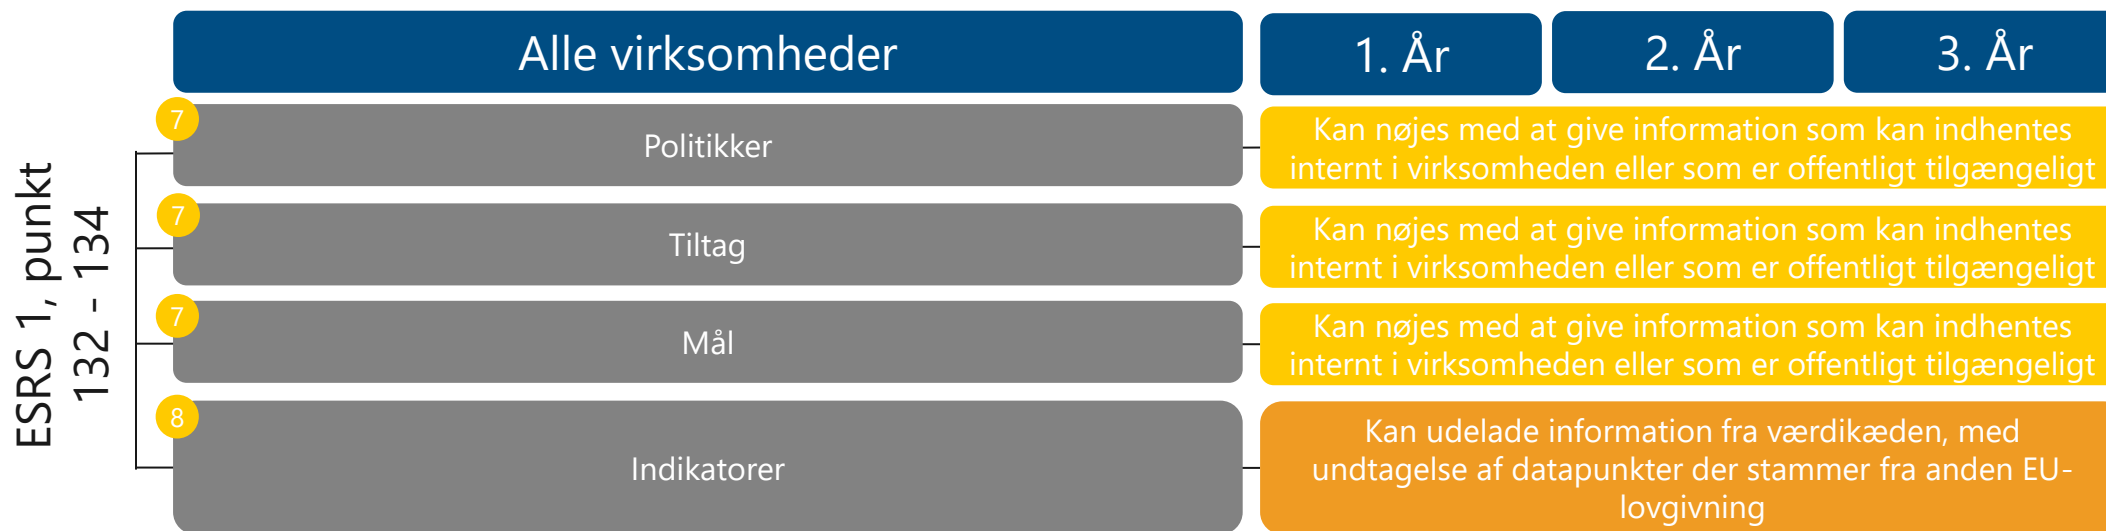 Alle virksomheder
1. År
2. År
3. År
ESRS 1, punkt
132 - 134
7
Politikker
Kan nøjes med at give information som kan indhentes
internt i virksomheden eller som er offentligt tilgængeligt
7
Tiltag
Kan nøjes med at give information som kan indhentes
internt i virksomheden eller som er offentligt tilgængeligt
7
Mål
Kan nøjes med at give information som kan indhentes
internt i virksomheden eller som er offentligt tilgængeligt
8
Indikatorer
Kan udelade information fra værdikæden, med
undtagelse af datapunkter der stammer fra anden EU-
lovgivning